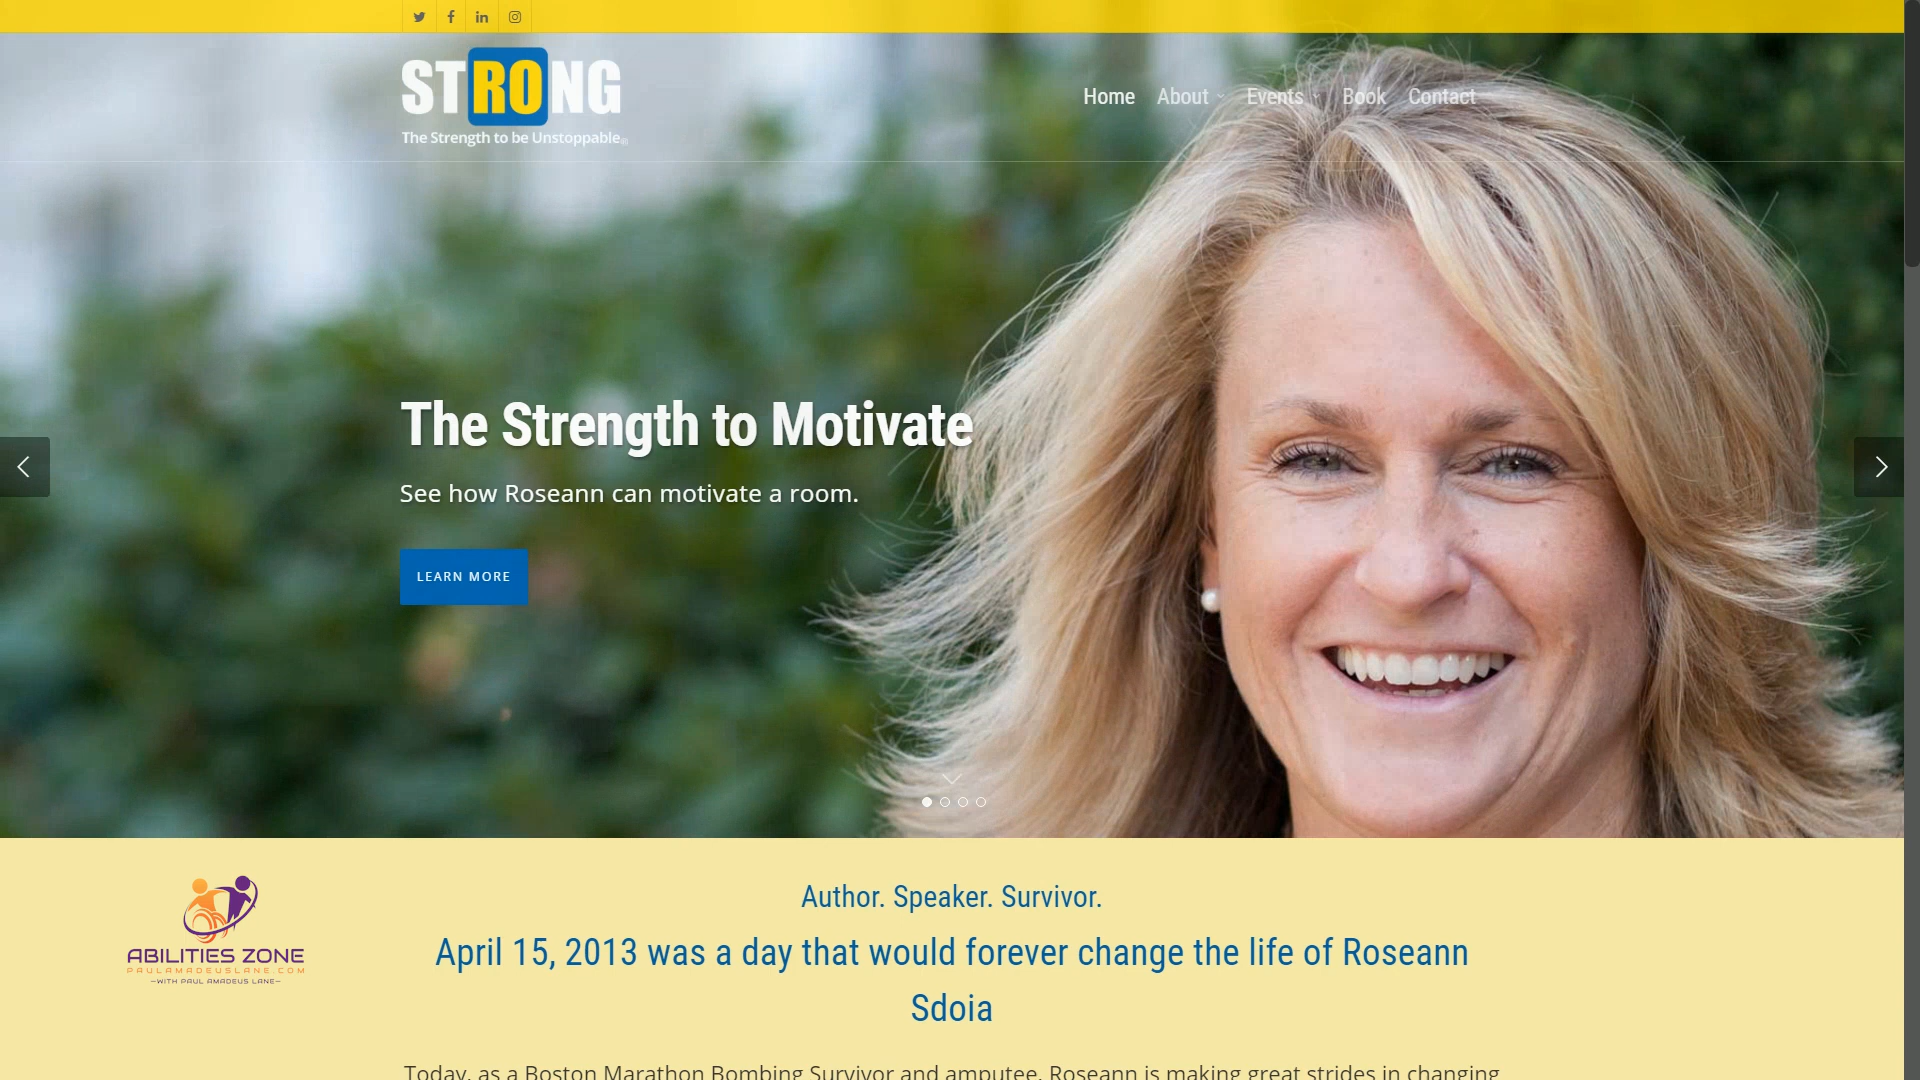 STRONG
The Strength to be Unstoppable®
Home About Events Book Contact
The Strength to Motivate
See how Roseann can motivate a room.
LEARN MORE
ABILITIES ZONE
PAULAMADEUSLANE.COM
—WITH PAUL AMADEUS LANE—
Author. Speaker. Survivor.
April 15, 2013 was a day that would forever change the life of Roseann
Sdoia
Today, as a Boston Marathon Bombing Survivor and amputee, Roseann is making great strides in changing